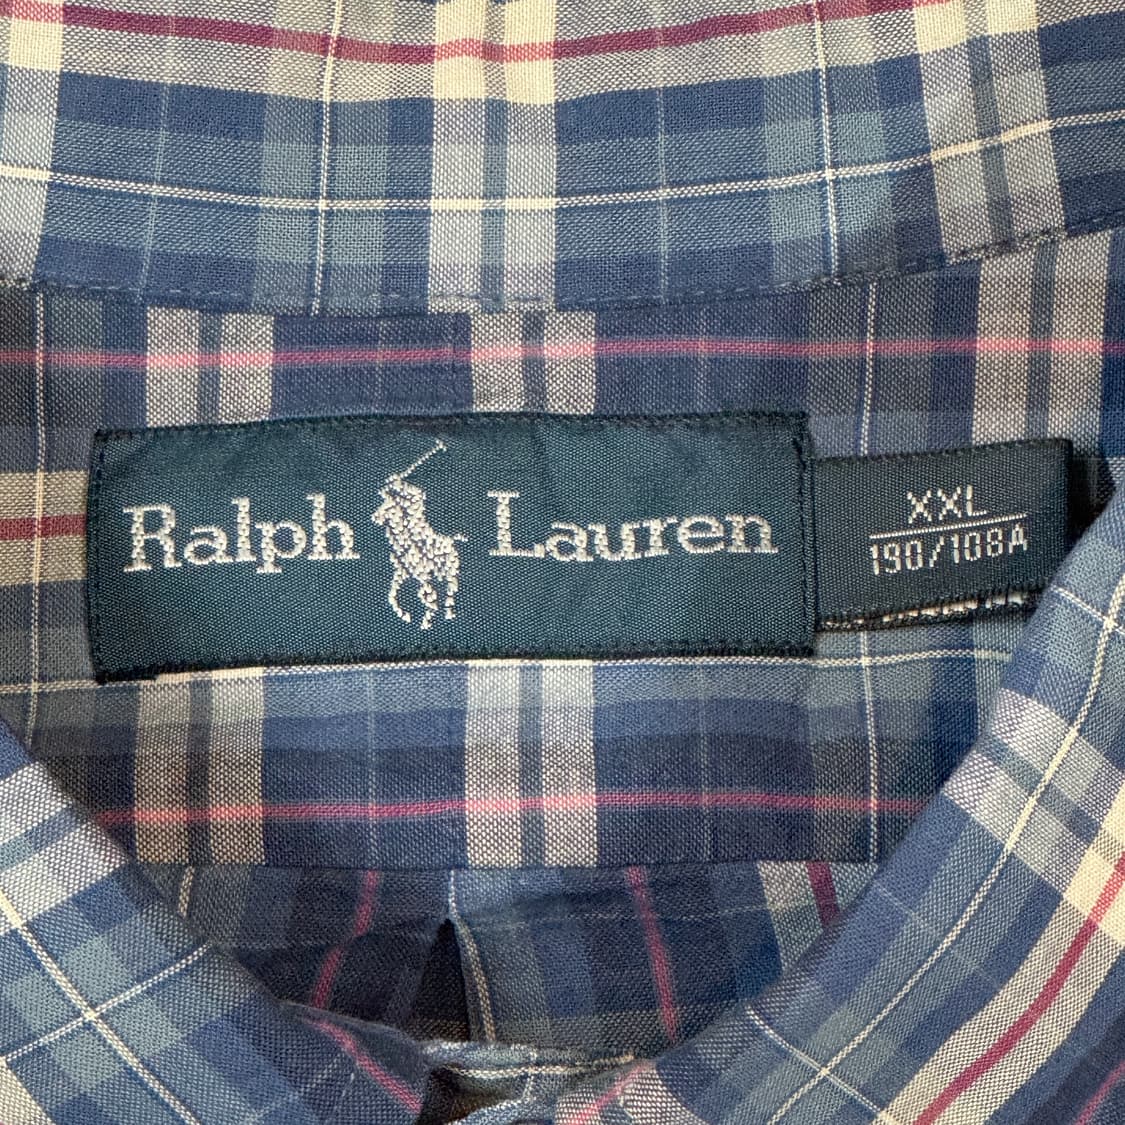 Ralph Lauren
XXL
190/108A